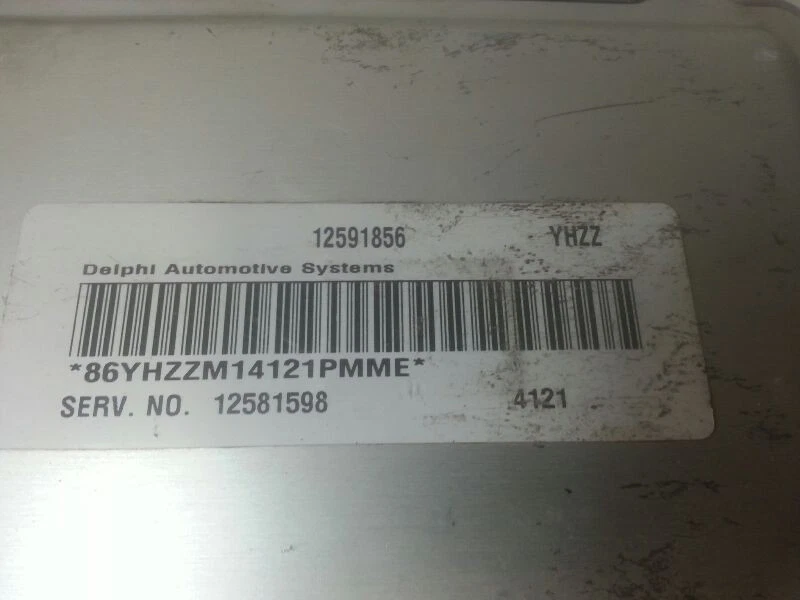 12591856 YHZZ
Delphi Automotive Systems
*86YHZZM14121PMME*
SERV. NO. 12581598 4121